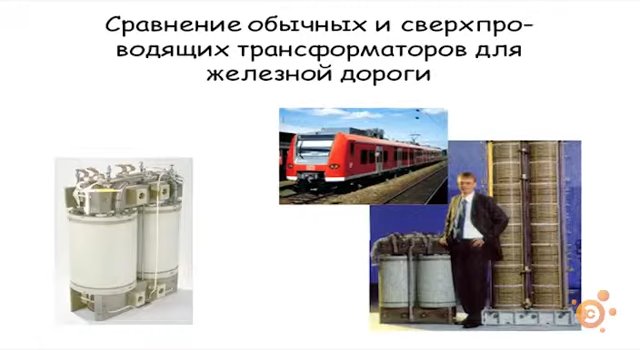 Сравнение обычных и сверхпро-
водящих трансформаторов для
железной дороги